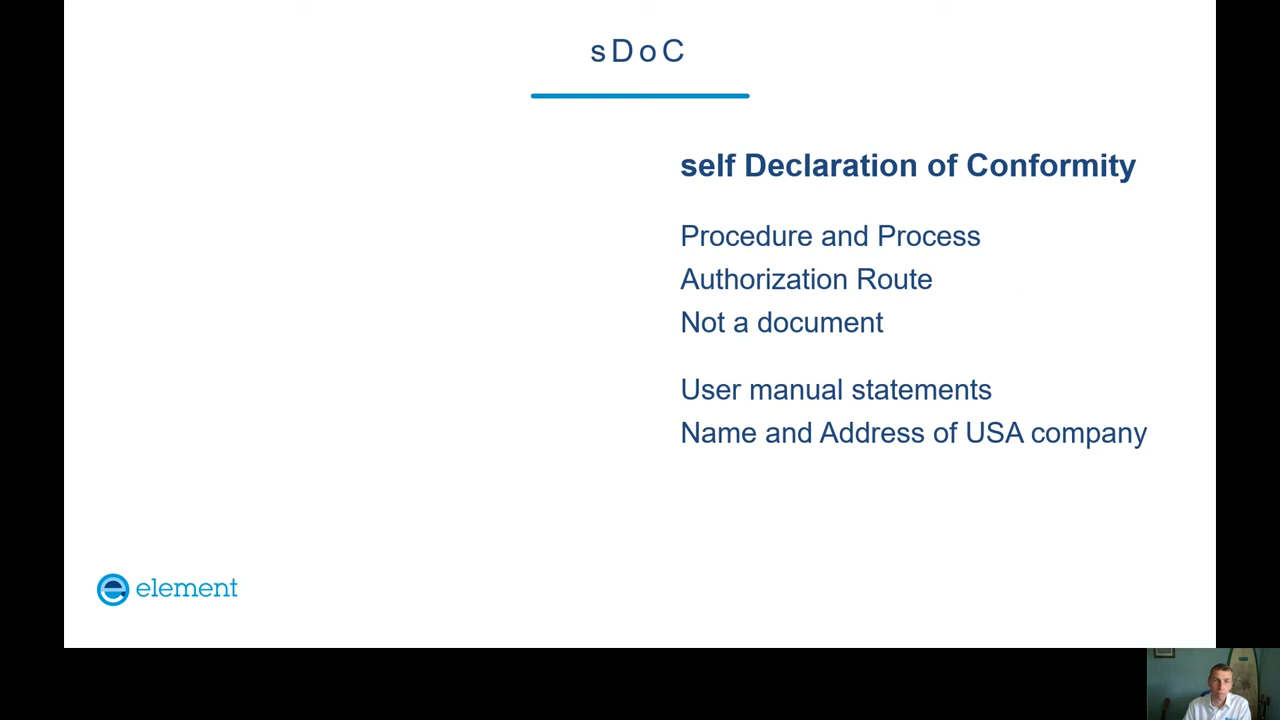 sDoC
self Declaration of Conformity
Procedure and Process
Authorization Route
Not a document
User manual statements
Name and Address of USA company
element